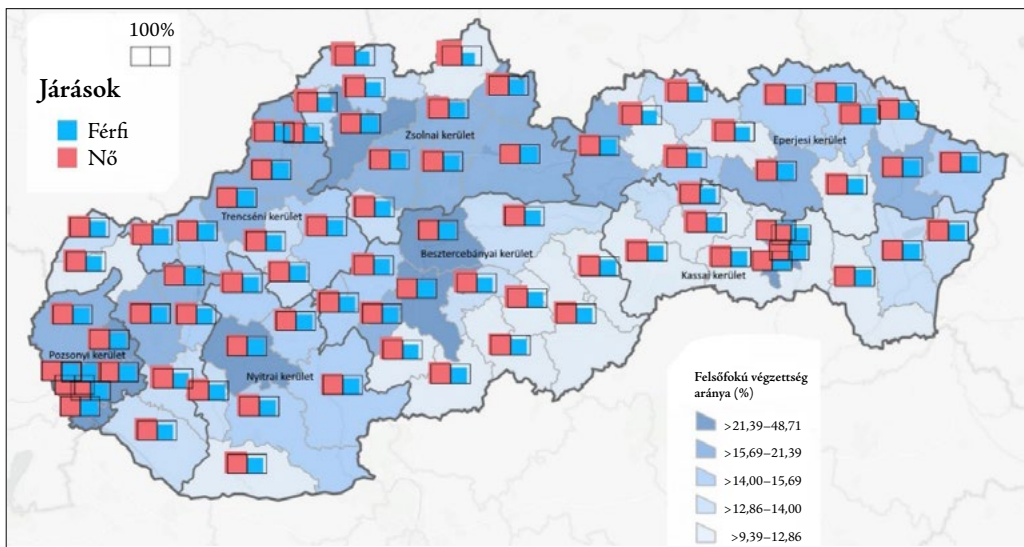 100%
Járások
Férfi
Nő
Zsolnai kerület
Eperjesi kerület
Trencséni kerület
Besztercebányai kerület
Kassai kerület
Pozsonyi kerület
Nyitrai kerület
Felsőfokú végzettség
aránya (%)
>21,39–48,71
>15,69–21,39
>14,00–15,69
>12,86–14,00
>9,39–12,86